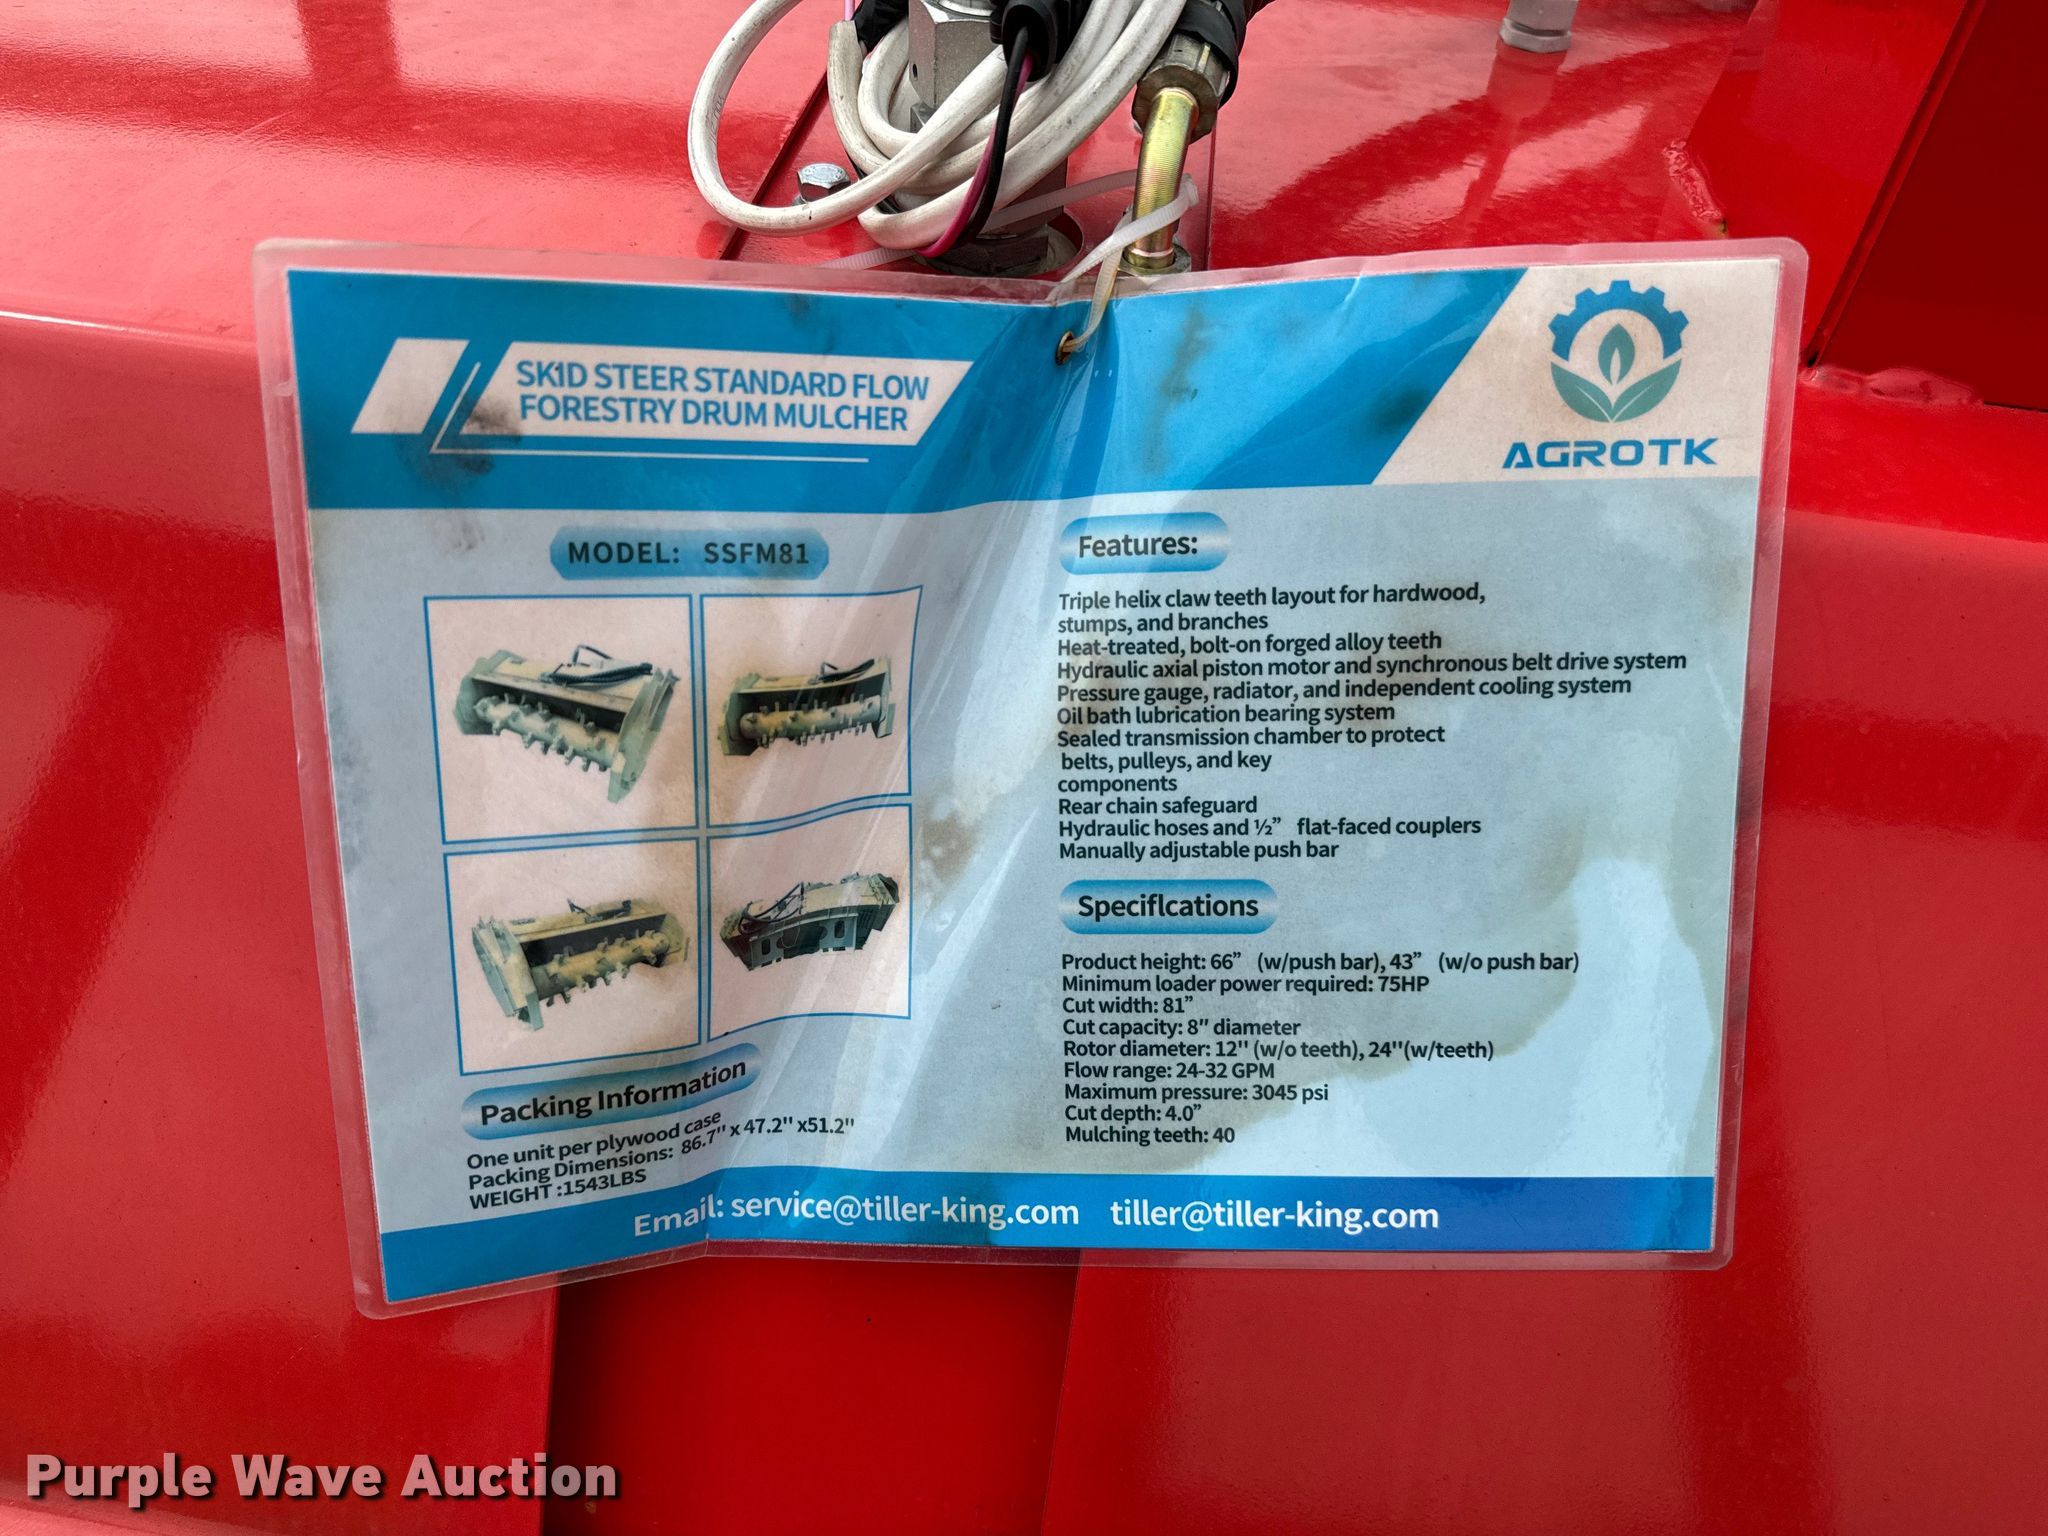 SKID STEER STANDARD FLOW
FORESTRY DRUM MULCHER
AGROTK
MODEL: SSFM81
Features:
Triple helix claw teeth layout for hardwood,
stumps, and branches
Heat-treated, bolt-on forged alloy teeth
Hydraulic axial piston motor and synchronous belt drive system
Pressure gauge, radiator, and independent cooling system
Oil bath lubrication bearing system
Sealed transmission chamber to protect
belts, pulleys, and key
components
Rear chain safeguard
Hydraulic hoses and ½” flat-faced couplers
Manually adjustable push bar
Speciflcations
Product height: 66” (w/push bar), 43” (w/o push bar)
Minimum loader power required: 75HP
Cut width: 81”
Cut capacity: 8" diameter
Rotor diameter: 12'' (w/o teeth), 24''(w/teeth)
Flow range: 24-32 GPM
Maximum pressure: 3045 psi
Cut depth: 4.0”
Mulching teeth: 40
Packing Information
One unit per plywood case
Packing Dimensions: 86.7'' x 47.2'' x51.2''
WEIGHT :1543LBS
Email: service@tiller-king.com tiller@tiller-king.com
Purple Wave Auction